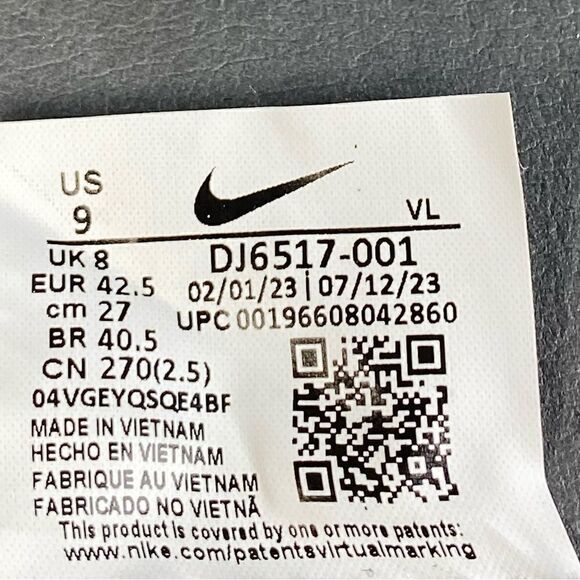 US
9
VL
UK 8
DJ6517-001
EUR 42.5
02/01/23 | 07/12/23
cm 27
UPC 00196608042860
BR 40.5
CN 270(2.5)
04VGEYQSQE4BF
MADE IN VIETNAM
HECHO EN VIETNAM
FABRIQUE AU VIETNAM
FABRICADO NO VIETNÃ
This product is covered by one or more patents:
www.nike.com/patentsvirtualmarking